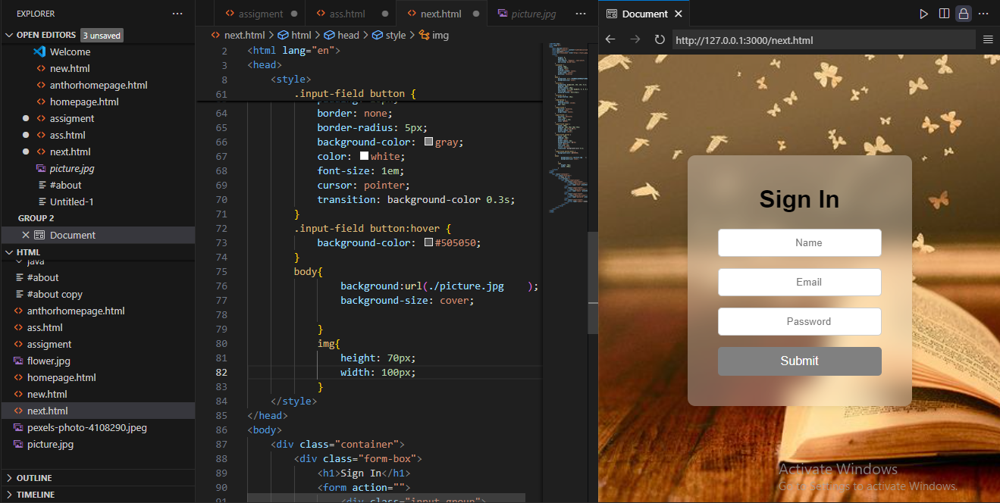 EXPLORER
OPEN EDITORS 3 unsaved
Welcome
new.html
anthorhomepage.html
homepage.html
assigment
ass.html
next.html
picture.jpg
#about
Untitled-1
GROUP 2
Document
HTML
java
#about
#about copy
anthorhomepage.html
ass.html
assigment
flower.jpg
homepage.html
new.html
next.html
pexels-photo-4108290.jpeg
picture.jpg
OUTLINE
TIMELINE
assigment
ass.html
next.html
picture.jpg
next.html > html > head > style > img
2 <html lang="en">
3 <head>
8 <style>
61 .input-field button {
64 border: none;
65 border-radius: 5px;
66 background-color: gray;
67 color: white;
68 font-size: 1em;
69 cursor: pointer;
70 transition: background-color 0.3s;
71 }
72 .input-field button:hover {
73 background-color: #505050;
74 }
75 body{
76 background:url(./picture.jpg    );
77 background-size: cover;
78
79 }
80 img{
81 height: 70px;
82 width: 100px;
83 }
84 </style>
85 </head>
86 <body>
87 <div class="container">
88 <div class="form-box">
89 <h1>Sign In</h1>
90 <form action="">
91 <div class="input-group">
Document
http://127.0.0.1:3000/next.html
Sign In
Name
Email
Password
Submit
Activate Windows
Go to Settings to activate Windows.